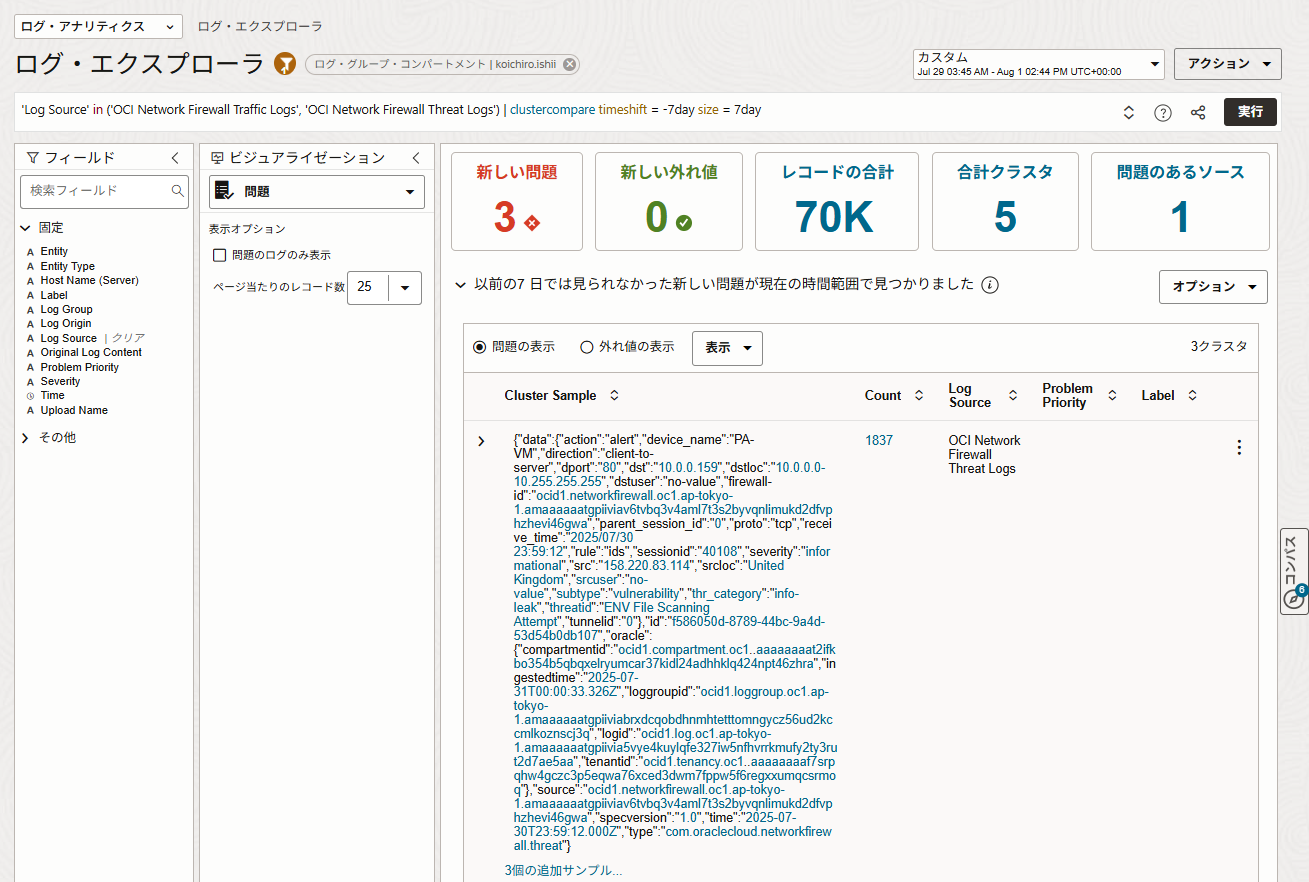 ログ・アナリティクス ログ・エクスプローラ
ログ・エクスプローラ ログ・グループ・コンパートメント | koichiro.ishii
カスタム
Jul 29 03:45 AM - Aug 1 02:44 PM UTC+00:00
アクション
'Log Source' in ('OCI Network Firewall Traffic Logs', 'OCI Network Firewall Threat Logs') | clustercompare timeshift = -7day size = 7day
実行
フィールド
検索フィールド
固定
Entity
Entity Type
Host Name (Server)
Label
Log Group
Log Origin
Log Source | クリア
Original Log Content
Problem Priority
Severity
Time
Upload Name
その他
ビジュアライゼーション
問題
表示オプション
問題のログのみ表示
ページ当たりのレコード数 25
新しい問題
3
新しい外れ値
0
レコードの合計
70K
合計クラスタ
5
問題のあるソース
1
以前の7 日では見られなかった新しい問題が現在の時間範囲で見つかりました
オプション
問題の表示 外れ値の表示 表示 3クラスタ
Cluster Sample Count Log Source Problem Priority Label
{"data":{"action":"alert","device_name":"PA-
VM","direction":"client-to-
server","dport":"80","dst":"10.0.0.159","dstloc":"10.0.0.0-
10.255.255.255","dstuser":"no-value","firewall-
id":"ocid1.networkfirewall.oc1.ap-tokyo-
1.amaaaaaatgpiiviav6tvbq3v4aml7t3s2byvqnlimukd2dfvp
hzhevi46gwa","parent_session_id":"0","proto":"tcp","recei
ve_time":"2025/07/30
23:59:12","rule":"ids","sessionid":"40108","severity":"infor
mational","src":"158.220.83.114","srcloc":"United
Kingdom","srcuser":"no-
value","subtype":"vulnerability","thr_category":"info-
leak","threatid":"ENV File Scanning
Attempt","tunnelid":"0"},"id":"f586050d-8789-44bc-9a4d-
53d54b0db107","oracle":
{"compartmentid":"ocid1.compartment.oc1..aaaaaaaat2ifk
bo354b5qbqxelryumcar37kidl24adhhklq424npt46zhra","in
gestedtime":"2025-07-
31T00:00:33.326Z","loggroupid":"ocid1.loggroup.oc1.ap-
tokyo-
1.amaaaaaatgpiiviabrxdcqobdhnmhtetttomngycz56ud2kc
cmlkoznscj3q","logid":"ocid1.log.oc1.ap-tokyo-
1.amaaaaaatgpiivia5vye4kuylqfe327iw5nfhvrrkmufy2ty3ru
t2d7ae5aa","tenantid":"ocid1.tenancy.oc1..aaaaaaaaf7srp
qhw4gczc3p5eqwa76xced3dwm7fppw5f6regxxumqcsrmo
q"},"source":"ocid1.networkfirewall.oc1.ap-tokyo-
1.amaaaaaatgpiiviav6tvbq3v4aml7t3s2byvqnlimukd2dfvp
hzhevi46gwa","specversion":"1.0","time":"2025-07-
30T23:59:12.000Z","type":"com.oraclecloud.networkfirew
all.threat"}
1837
OCI Network
Firewall
Threat Logs
3個の追加サンプル...
コンパス
6